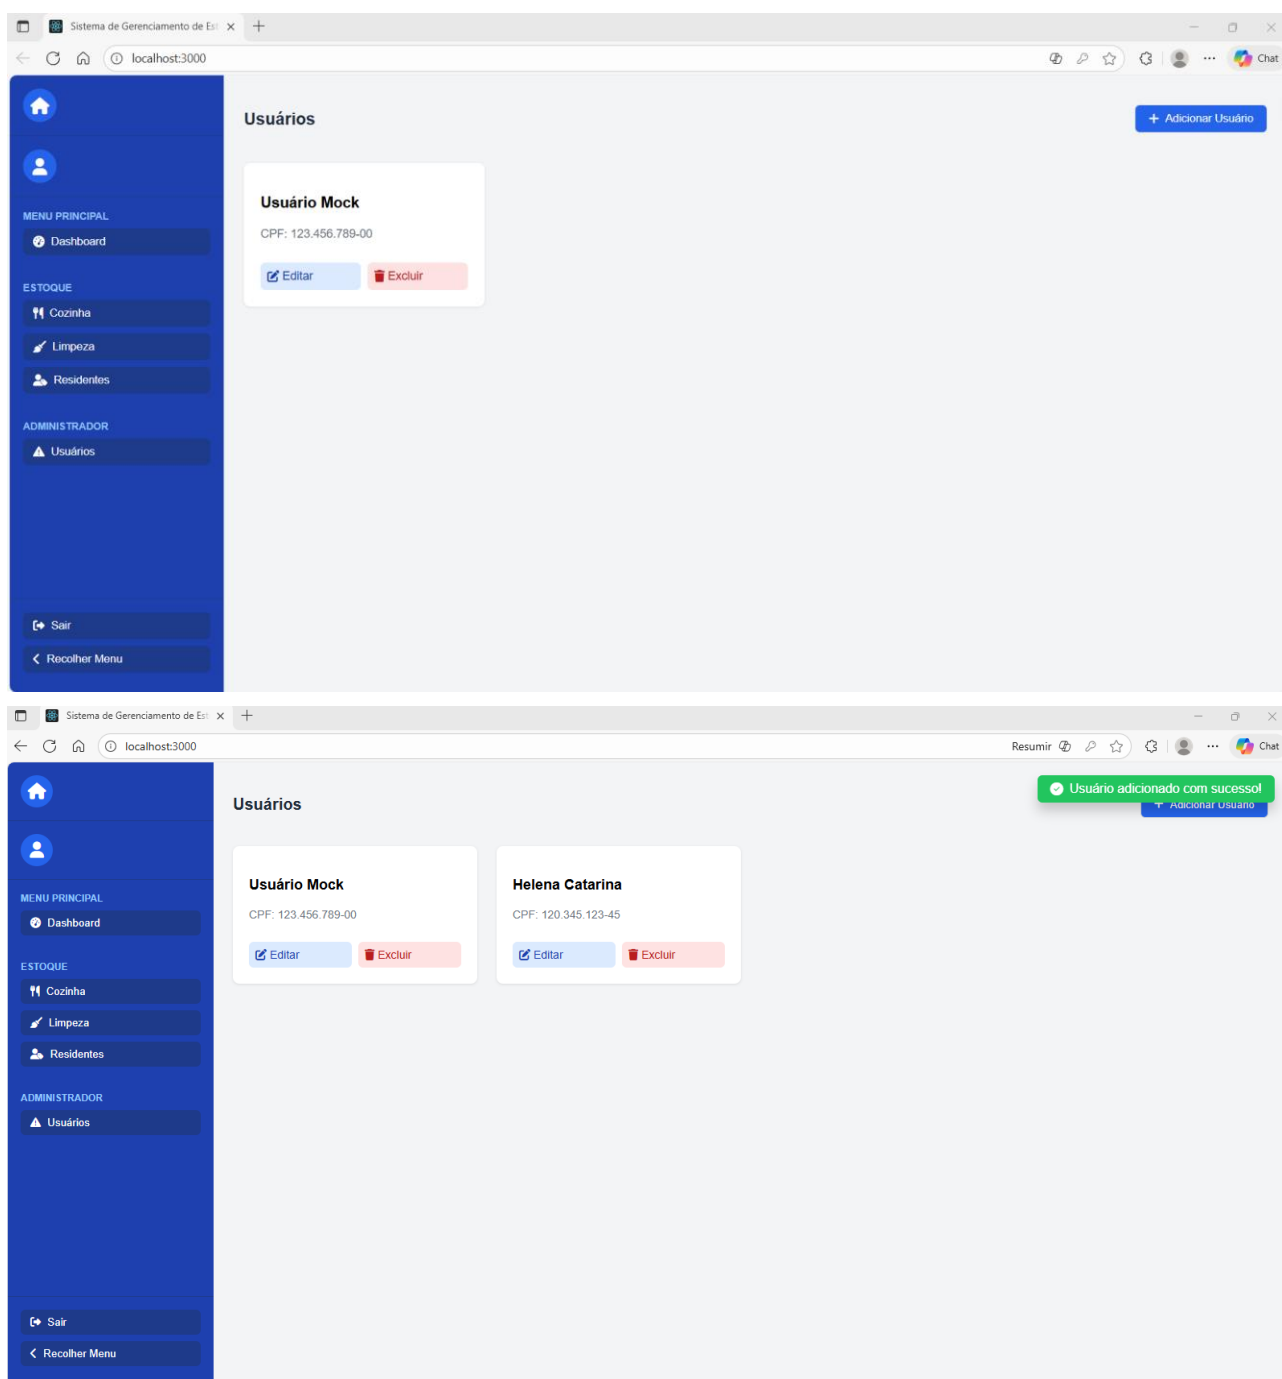 Sistema de Gerenciamento de Est
localhost:3000
Chat
Usuários
+ Adicionar Usuário
MENU PRINCIPAL
Dashboard
ESTOQUE
Cozinha
Limpeza
Residentes
ADMINISTRADOR
Usuários
Sair
Recolher Menu
Usuário Mock
CPF: 123.456.789-00
Editar
Excluir
Sistema de Gerenciamento de Est
localhost:3000
Resumir
Chat
Usuário adicionado com sucesso!
Usuários
+ Adicionar Usuário
MENU PRINCIPAL
Dashboard
ESTOQUE
Cozinha
Limpeza
Residentes
ADMINISTRADOR
Usuários
Sair
Recolher Menu
Usuário Mock
CPF: 123.456.789-00
Editar
Excluir
Helena Catarina
CPF: 120.345.123-45
Editar
Excluir